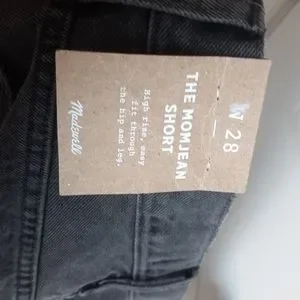 W 28
THE MOMJEAN
SHORT
High rise, easy
fit through
the hip and leg.
Madewell